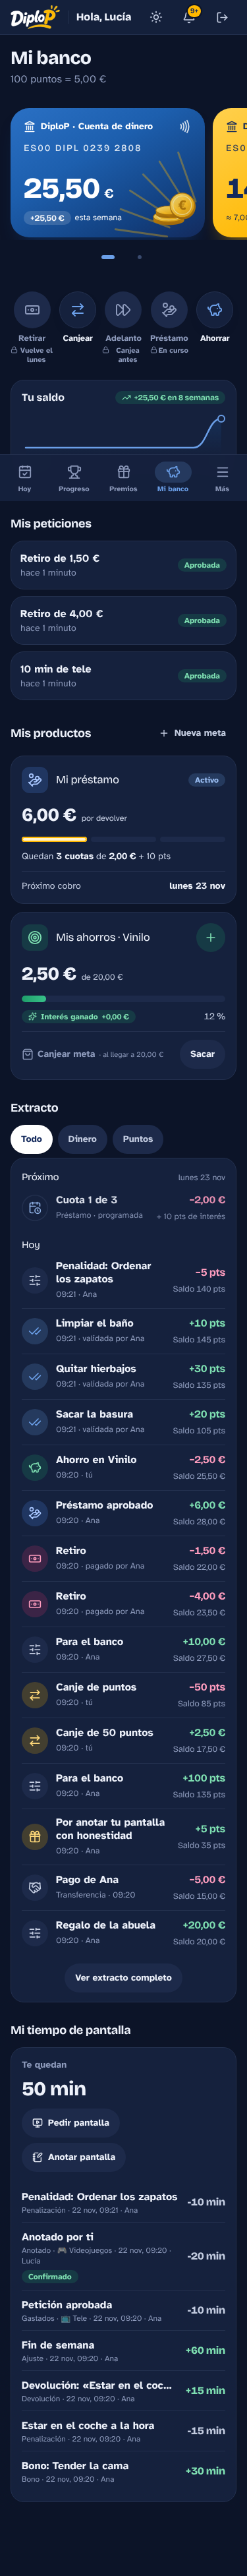 DiploP
Hola, Lucía
9+
Mi banco
100 puntos = 5,00 €
DiploP · Cuenta de dinero
ES00 DIPL 0239 2808
ES0
25,50 €
+25,50 € esta semana
≈ 7,0
Retirar
Canjear
Adelanto
Préstamo
Ahorrar
Vuelve el lunes
Canjea antes
En curso
Tu saldo
+25,50 € en 8 semanas
Hoy
Progreso
Premios
Mi banco
Más
Mis peticiones
Retiro de 1,50 €
hace 1 minuto
Aprobada
Retiro de 4,00 €
hace 1 minuto
Aprobada
10 min de tele
hace 1 minuto
Aprobada
Mis productos
+ Nueva meta
Mi préstamo
Activo
6,00 € por devolver
Quedan 3 cuotas de 2,00 € + 10 pts
Próximo cobro
lunes 23 nov
Mis ahorros · Vinilo
2,50 € de 20,00 €
Interés ganado +0,00 €
12 %
Canjear meta · al llegar a 20,00 €
Sacar
Extracto
Todo
Dinero
Puntos
Próximo
lunes 23 nov
Cuota 1 de 3
−2,00 €
Préstamo · programada
+ 10 pts de interés
Hoy
Penalidad: Ordenar los zapatos
−5 pts
09:21 · Ana
Saldo 140 pts
Limpiar el baño
+10 pts
09:21 · validada por Ana
Saldo 145 pts
Quitar hierbajos
+30 pts
09:21 · validada por Ana
Saldo 135 pts
Sacar la basura
+20 pts
09:21 · validada por Ana
Saldo 105 pts
Ahorro en Vinilo
−2,50 €
09:20 · tú
Saldo 25,50 €
Préstamo aprobado
+6,00 €
09:20 · Ana
Saldo 28,00 €
Retiro
−1,50 €
09:20 · pagado por Ana
Saldo 22,00 €
Retiro
−4,00 €
09:20 · pagado por Ana
Saldo 23,50 €
Para el banco
+10,00 €
09:20 · Ana
Saldo 27,50 €
Canje de puntos
−50 pts
09:20 · tú
Saldo 85 pts
Canje de 50 puntos
+2,50 €
09:20 · tú
Saldo 17,50 €
Para el banco
+100 pts
09:20 · Ana
Saldo 135 pts
Por anotar tu pantalla con honestidad
+5 pts
09:20 · Ana
Saldo 35 pts
Pago de Ana
−5,00 €
Transferencia · 09:20
Saldo 15,00 €
Regalo de la abuela
+20,00 €
09:20 · Ana
Saldo 20,00 €
Ver extracto completo
Mi tiempo de pantalla
Te quedan
50 min
Pedir pantalla
Anotar pantalla
Penalidad: Ordenar los zapatos
-10 min
Penalización · 22 nov, 09:21 · Ana
Anotado por ti
-20 min
Anotado · 🎮 Videojuegos · 22 nov, 09:20 · Lucía
Confirmado
Petición aprobada
-10 min
Gastados · 📺 Tele · 22 nov, 09:20 · Ana
Fin de semana
+60 min
Ajuste · 22 nov, 09:20 · Ana
Devolución: «Estar en el coc...
+15 min
Devolución · 22 nov, 09:20 · Ana
Estar en el coche a la hora
-15 min
Penalización · 22 nov, 09:20 · Ana
Bono: Tender la cama
+30 min
Bono · 22 nov, 09:20 · Ana